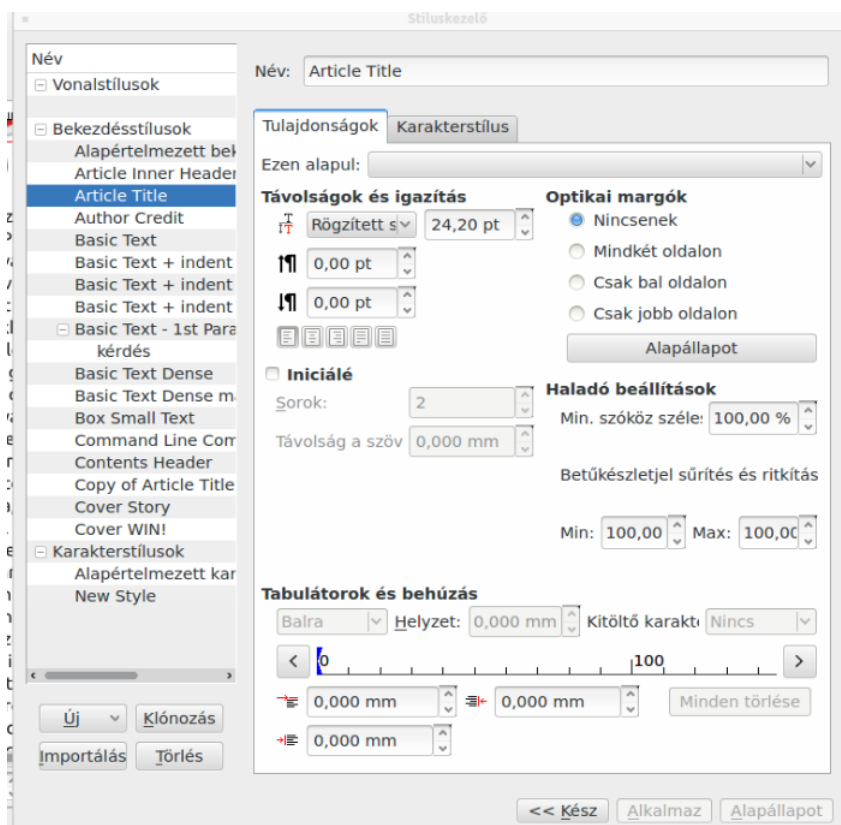 Stíluskezelő
Név
Vonalstílusok
Bekezdésstílusok
Alapértelmezett bek
Article Inner Header
Article Title
Author Credit
Basic Text
Basic Text + indent
Basic Text + indent
Basic Text + indent
Basic Text - 1st Para
kérdés
Basic Text Dense
Basic Text Dense m
Box Small Text
Command Line Com
Contents Header
Copy of Article Title
Cover Story
Cover WIN!
Karakterstílusok
Alapértelmezett kar
New Style
Új
Klónozás
Importálás
Törlés
Név: Article Title
Tulajdonságok Karakterstílus
Ezen alapul:
Távolságok és igazítás
Rögzített s 24,20 pt
0,00 pt
0,00 pt
Iniciálé
Sorok: 2
Távolság a szöv 0,000 mm
Optikai margók
Nincsenek
Mindkét oldalon
Csak bal oldalon
Csak jobb oldalon
Alapállapot
Haladó beállítások
Min. szóköz széle: 100,00 %
Betűkészletjel sűrítés és ritkítás
Min: 100,00 Max: 100,00
Tabulátorok és behúzás
Balra Helyzet: 0,000 mm Kitöltő karakt Nincs
0 100
0,000 mm 0,000 mm Minden törlése
0,000 mm
<< Kész Alkalmaz Alapállapot